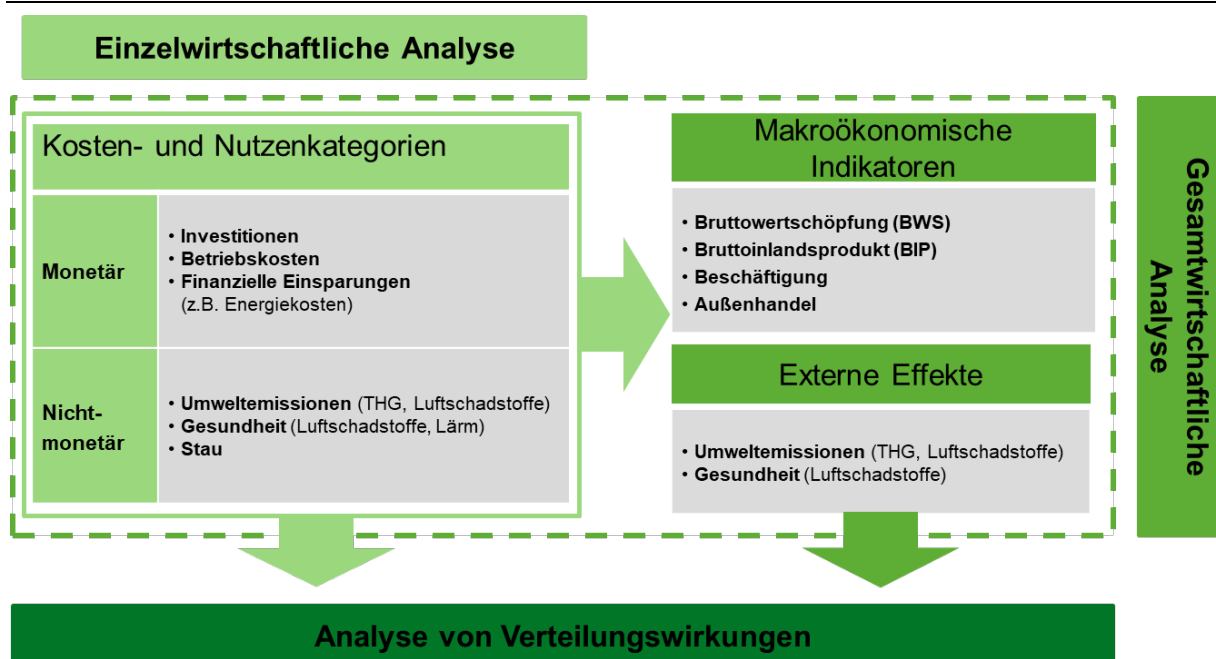 Einzelwirtschaftliche Analyse
Kosten- und Nutzenkategorien
Monetär
• Investitionen
• Betriebskosten
• Finanzielle Einsparungen
(z.B. Energiekosten)
Nicht-
monetär
• Umweltemissionen (THG, Luftschadstoffe)
• Gesundheit (Luftschadstoffe, Lärm)
• Stau
Makroökonomische
Indikatoren
• Bruttowertschöpfung (BWS)
• Bruttoinlandsprodukt (BIP)
• Beschäftigung
• Außenhandel
Externe Effekte
• Umweltemissionen (THG, Luftschadstoffe)
• Gesundheit (Luftschadstoffe)
Gesamtwirtschaftliche
Analyse
Analyse von Verteilungswirkungen